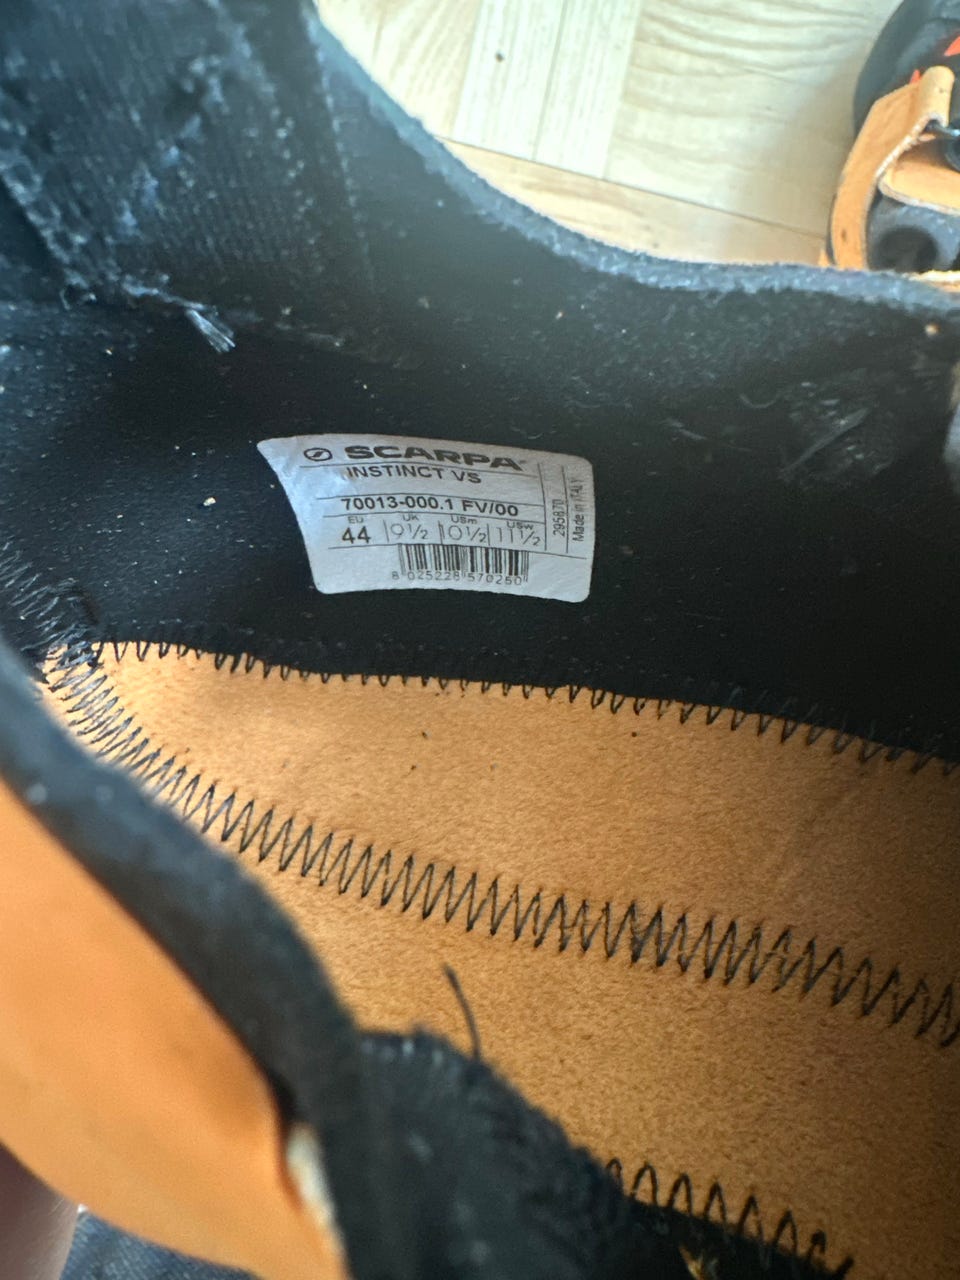 SCARPA
INSTINCT VS
70013-000.1 FV/00
EU UK USm USw
44 9½ 10½ 11½
8 025228 570250
295870
Made in ITALY